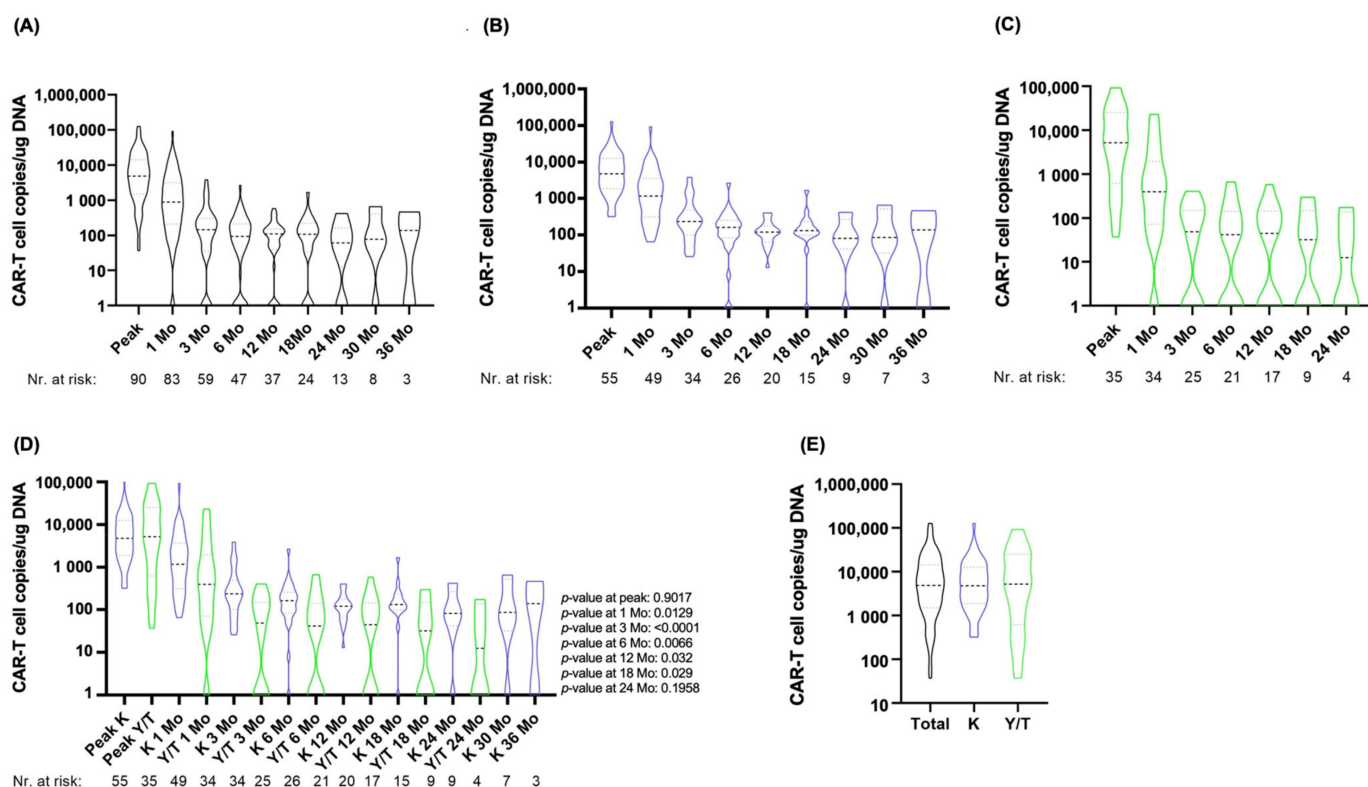 (A)
CAR-T cell copies/ug DNA
1,000,000
100,000
10,000
1 000
100
10
1
Peak 1 Mo 3 Mo 6 Mo 12 Mo 18Mo 24 Mo 30 Mo 36 Mo
Nr. at risk: 90 83 59 47 37 24 13 8 3
(B)
CAR-T cell copies/ug DNA
1,000,000
100,000
10,000
1 000
100
10
1
Peak 1 Mo 3 Mo 6 Mo 12 Mo 18 Mo 24 Mo 30 Mo 36 Mo
Nr. at risk: 55 49 34 26 20 15 9 7 3
(C)
CAR-T cell copies/ug DNA
100,000
10,000
1 000
100
10
1
Peak 1 Mo 3 Mo 6 Mo 12 Mo 18 Mo 24 Mo
Nr. at risk: 35 34 25 21 17 9 4
(D)
CAR-T cell copies/ug DNA
100,000
10,000
1 000
100
10
1
Peak K Peak Y/T K 1 Mo Y/T 1 Mo K 3 Mo Y/T 3 Mo K 6 Mo Y/T 6 Mo K 12 Mo Y/T 12 Mo K 18 Mo Y/T 18 Mo K 24 Mo Y/T 24 Mo K 30 Mo K 36 Mo
Nr. at risk: 55 35 49 34 34 25 26 21 20 17 15 9 9 4 7 3
p-value at peak: 0.9017
p-value at 1 Mo: 0.0129
p-value at 3 Mo: <0.0001
p-value at 6 Mo: 0.0066
p-value at 12 Mo: 0.032
p-value at 18 Mo: 0.029
p-value at 24 Mo: 0.1958
(E)
CAR-T cell copies/ug DNA
1,000,000
100,000
10,000
1 000
100
10
Total K Y/T